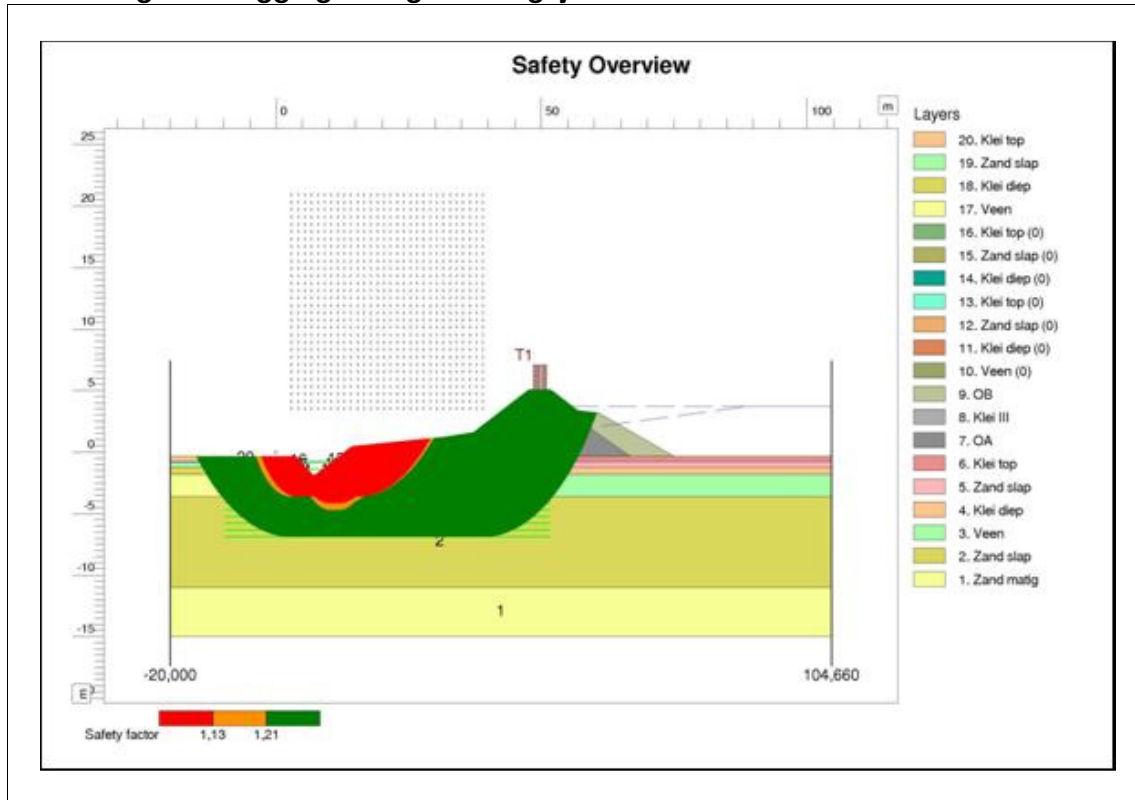 Safety Overview
0 50 100 m
Layers
25
20
15
10
5
0
-5
-10
-15
m
T1
2
1
-20,000
104,660
20. Klei top
19. Zand slap
18. Klei diep
17. Veen
16. Klei top (0)
15. Zand slap (0)
14. Klei diep (0)
13. Klei top (0)
12. Zand slap (0)
11. Klei diep (0)
10. Veen (0)
9. OB
8. Klei III
7. OA
6. Klei top
5. Zand slap
4. Klei diep
3. Veen
2. Zand slap
1. Zand matig
Safety factor 1,13 1,21